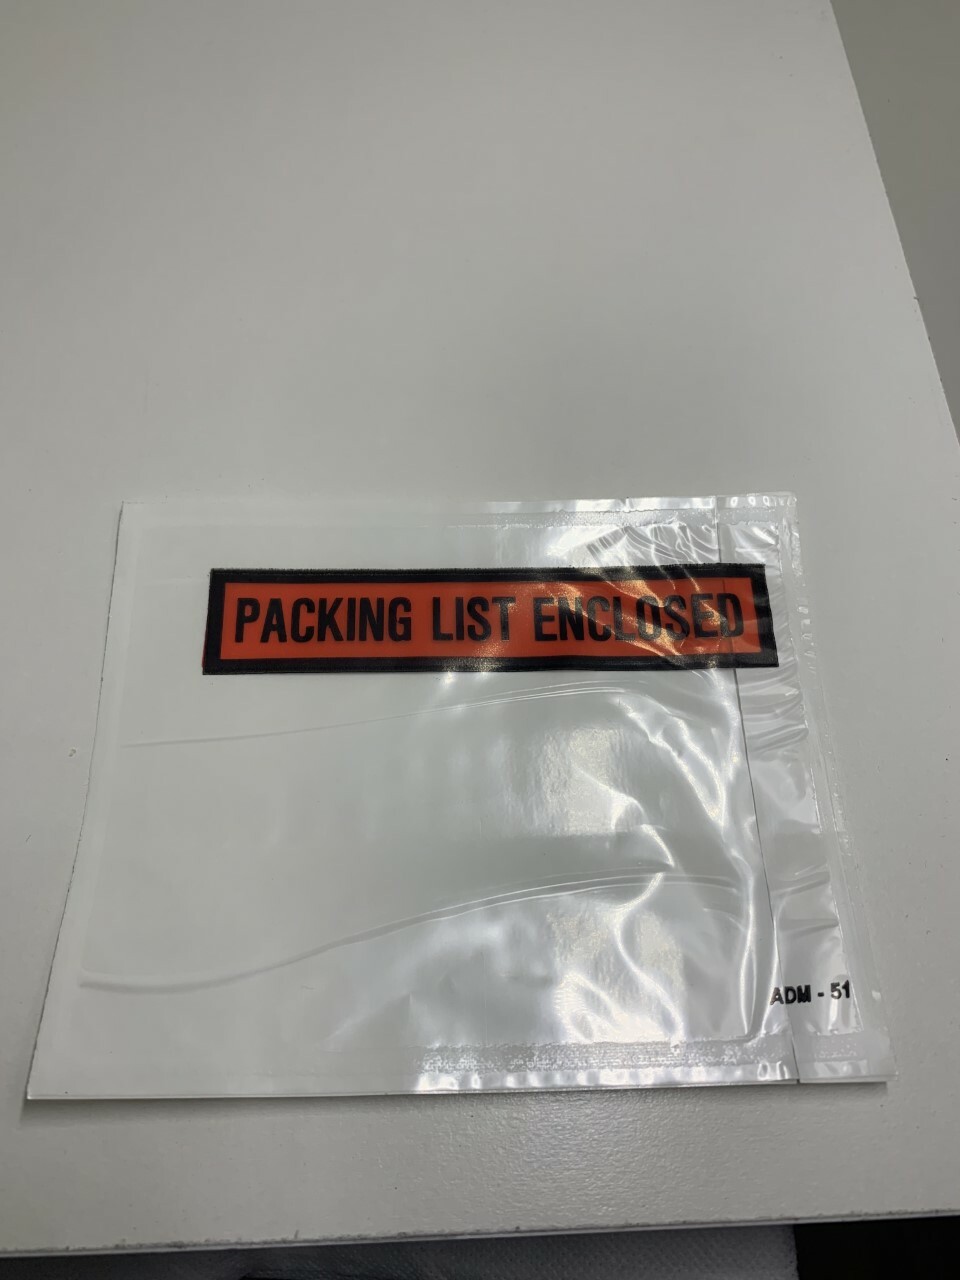 PACKING LIST ENCLOSED
ADM - 51